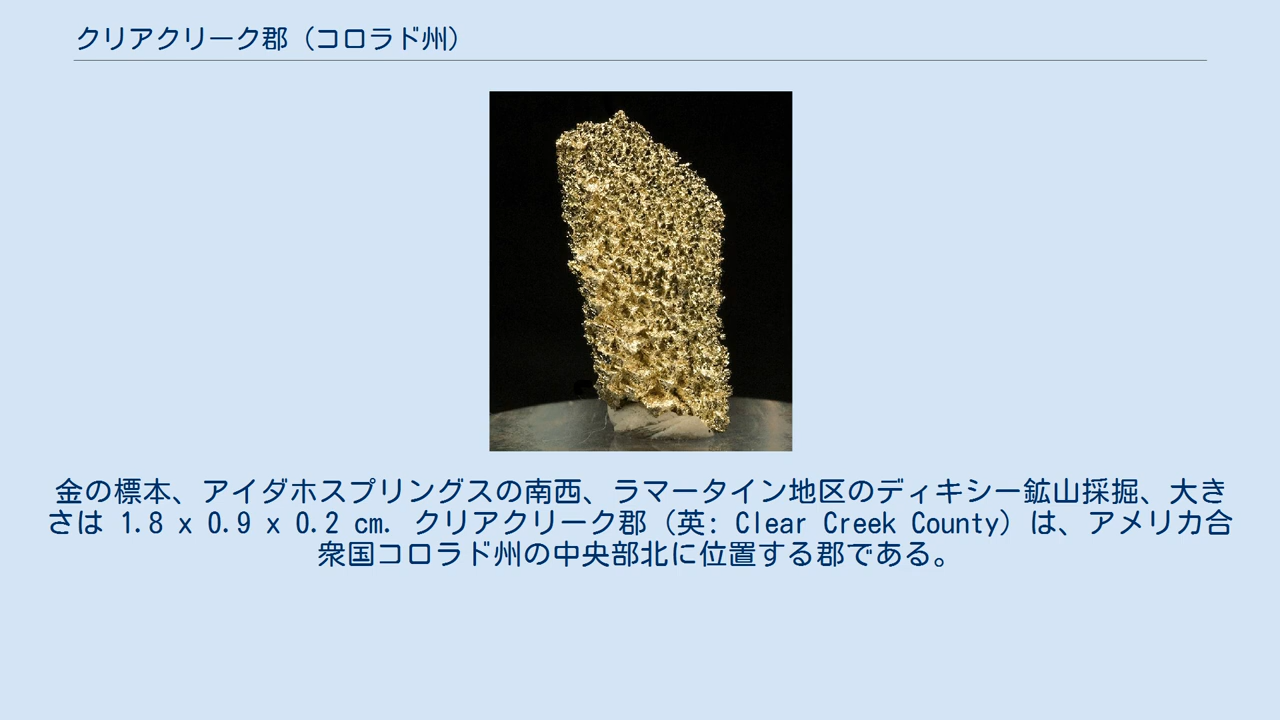 クリアクリーク郡（コロラド州）
金の標本、アイダホスプリングスの南西、ラマータイン地区のディキシー鉱山採掘、大き
さは 1.8 x 0.9 x 0.2 cm. クリアクリーク郡（英: Clear Creek County）は、アメリカ合
衆国コロラド州の中央部北に位置する郡である。